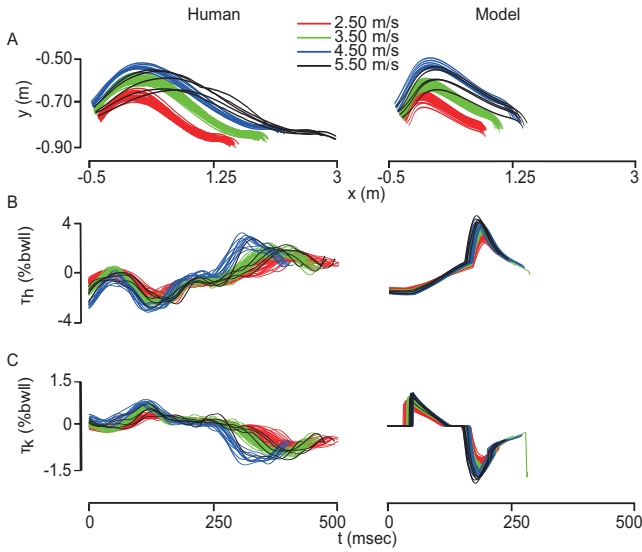 Human
Model
2.50 m/s
3.50 m/s
4.50 m/s
5.50 m/s
A
y (m)
-0.50
-0.70
-0.90
-0.5
1.25
3
-0.5
1.25
3
x (m)
B
τh (%bwll)
4
0
-4
C
τk (%bwll)
1.5
0
-1.5
0
250
500
0
250
500
t (msec)